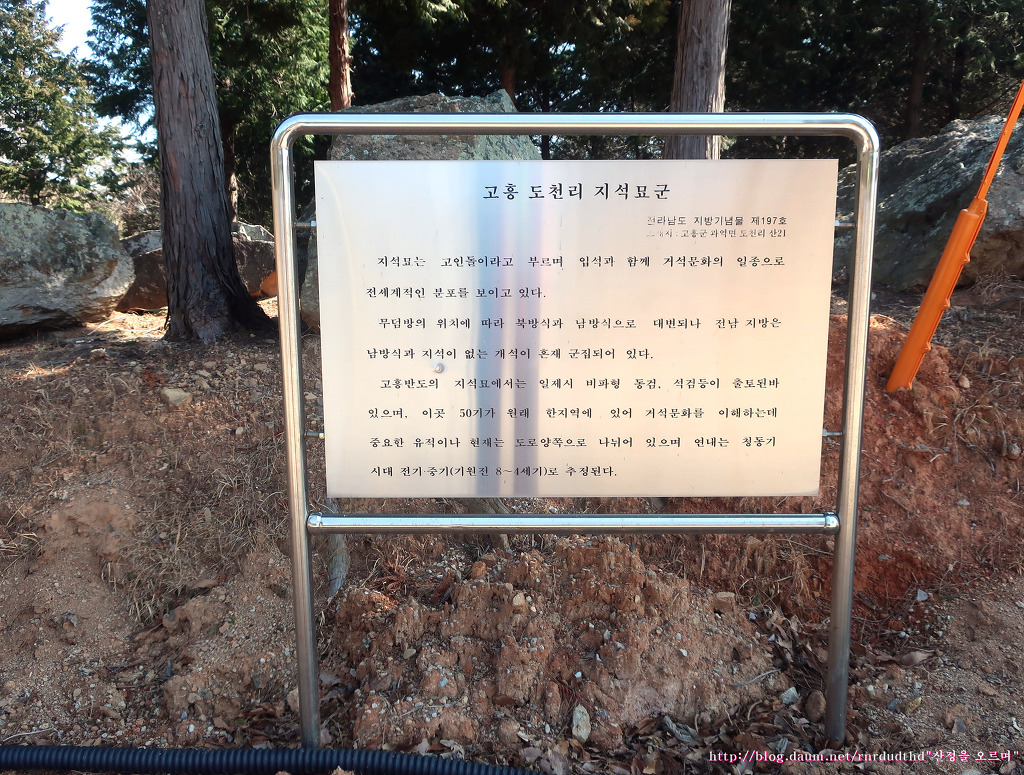 고흥 도천리 지석묘군
전라남도 지방기념물 제197호
소재지 : 고흥군 과역면 도천리 산21
지석묘는 고인돌이라고 부르며 입석과 함께 거석문화의 일종으로
전세계적인 분포를 보이고 있다.
무덤방의 위치에 따라 북방식과 남방식으로 대변되나 전남 지방은
남방식과 지석이 없는 개석이 혼재 군집되어 있다.
고흥반도의 지석묘에서는 일제시 비파형 동검, 석검등이 출토된바
있으며, 이곳 50기가 원래 한지역에 있어 거석문화를 이해하는데
중요한 유적이나 현재는 도로양쪽으로 나뉘어 있으며 연내는 청동기
시대 전기·중기(기원전 8~4세기)로 추정된다.
http://blog.daum.net/rnrdudthd"산정을 오르며"